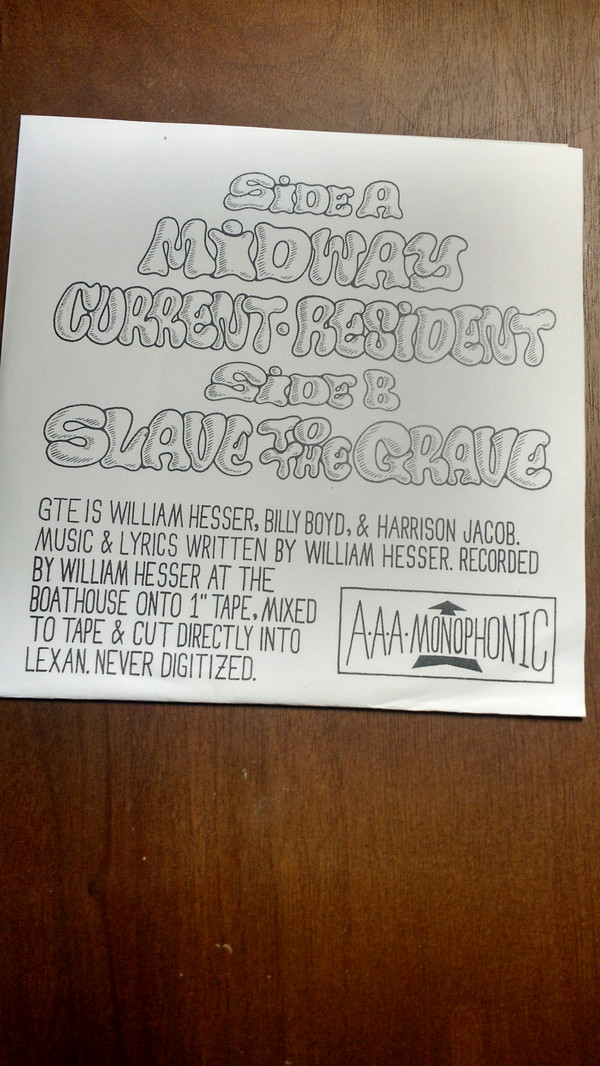 SiDE A
MiDWAY
CURRENT·RESiDENT
SiDE B
SLAVE TO THE GRAVE
GTE IS WILLIAM HESSER, BILLY BOYD, & HARRISON JACOB.
MUSIC & LYRICS WRITTEN BY WILLIAM HESSER. RECORDED
BY WILLIAM HESSER AT THE
BOATHOUSE ONTO 1" TAPE, MIXED
TO TAPE & CUT DIRECTLY INTO
LEXAN. NEVER DIGITIZED.
A·A·A·MONOPHONIC